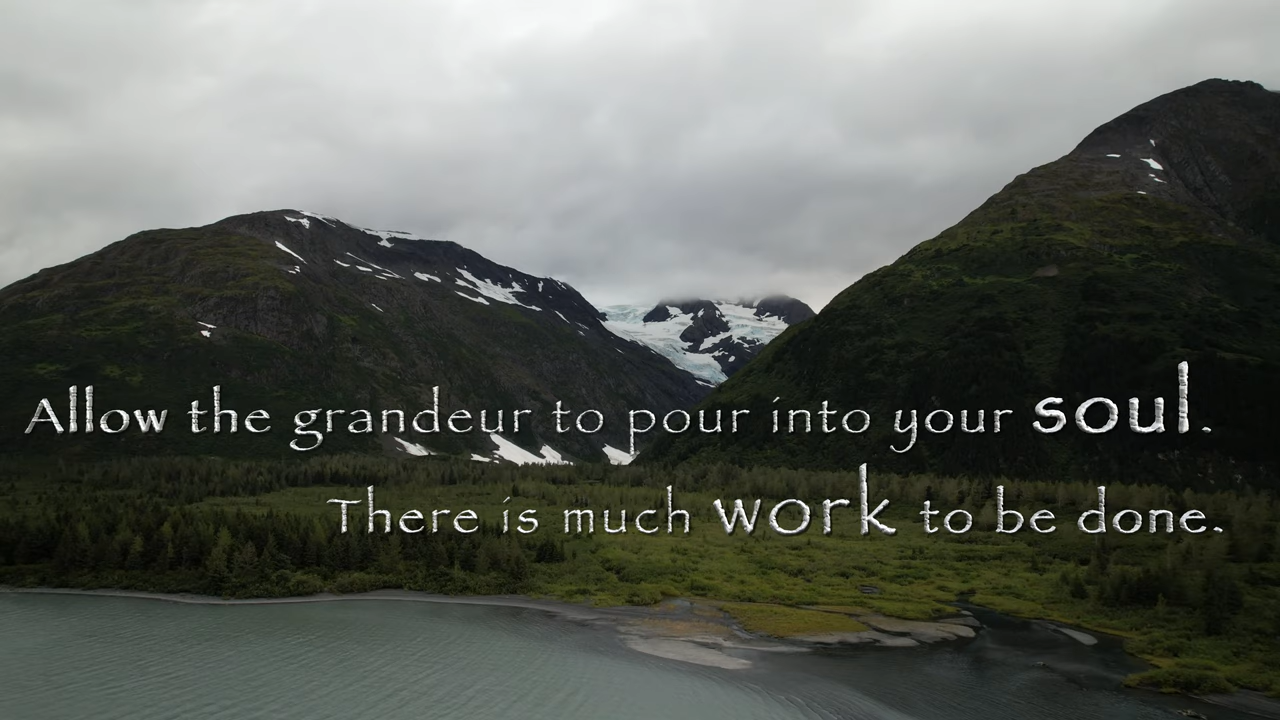 Allow the grandeur to pour into your soul.
There is much work to be done.